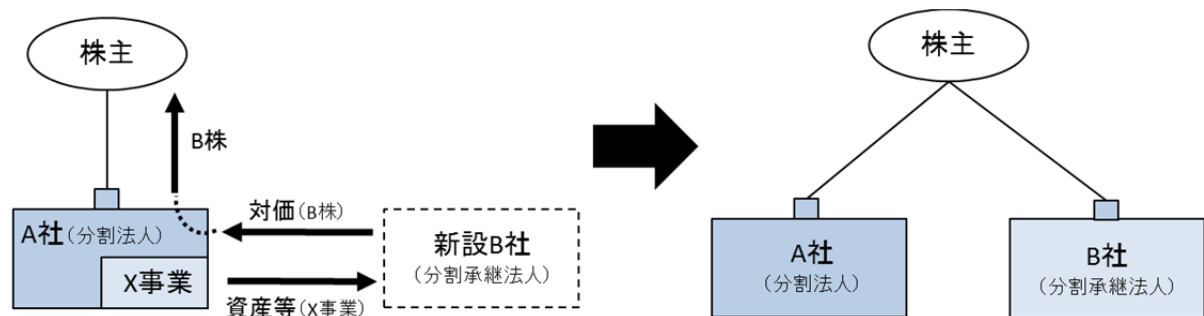 株主
B株
A社(分割法人)
X事業
対価(B株)
資産等(X事業)
新設B社
(分割承継法人)
株主
A社
(分割法人)
B社
(分割承継法人)